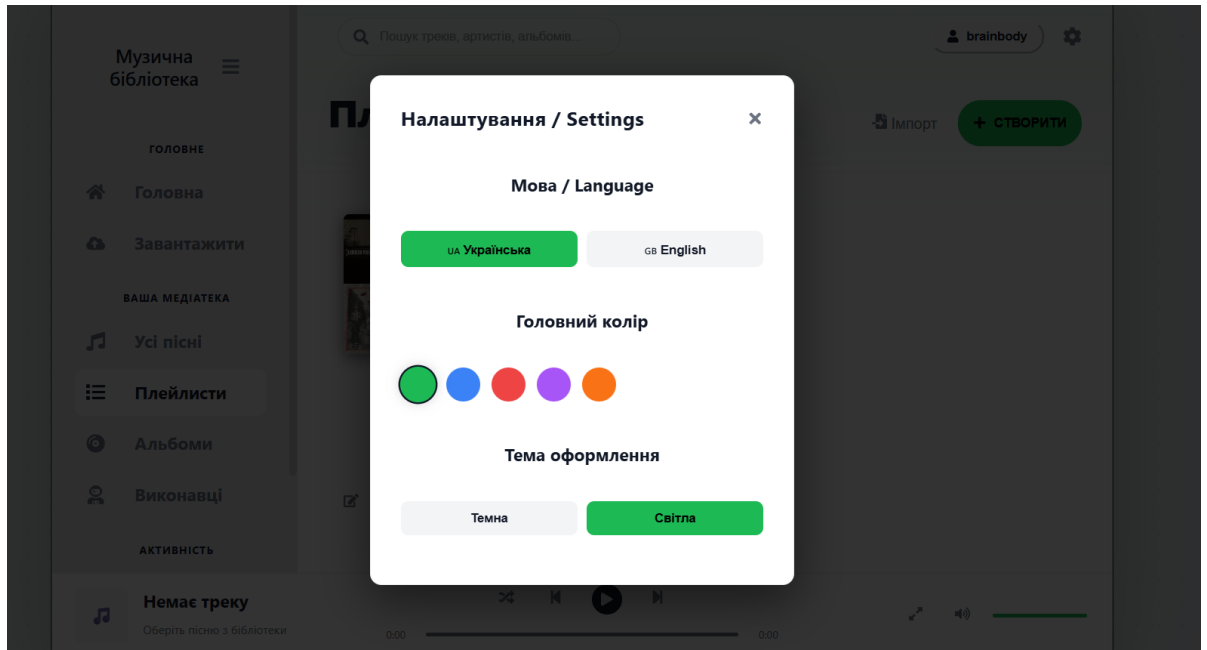 Музична
бібліотека
Пошук треків, артистів, альбомів...
brainbody
Імпорт
+ СТВОРИТИ
ГОЛОВНЕ
Головна
Завантажити
ВАША МЕДІАТЕКА
Усі пісні
Плейлисти
Альбоми
Виконавці
АКТИВНІСТЬ
Налаштування / Settings
Мова / Language
UA Українська
GB English
Головний колір
Тема оформлення
Темна
Світла
Немає треку
Оберіть пісню з бібліотеки
0:00
0:00